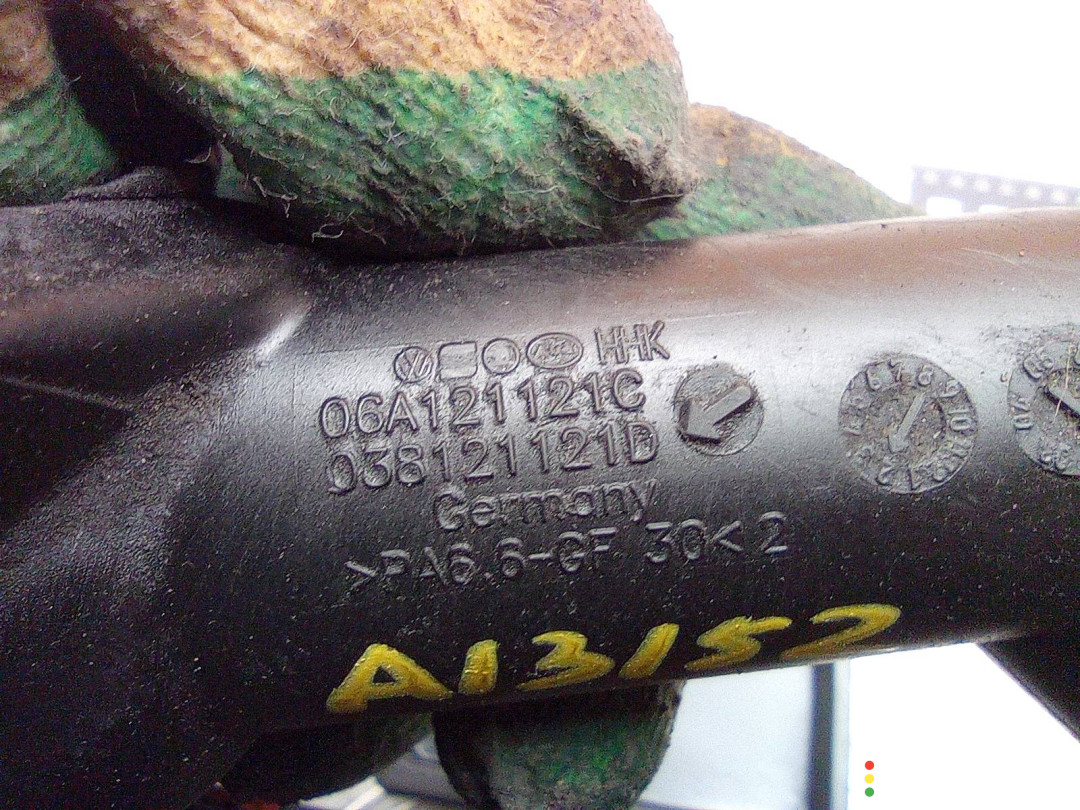 HHK
06A121121C
038121121D
Germany
>PA6.6-GF 30< 2
A13152